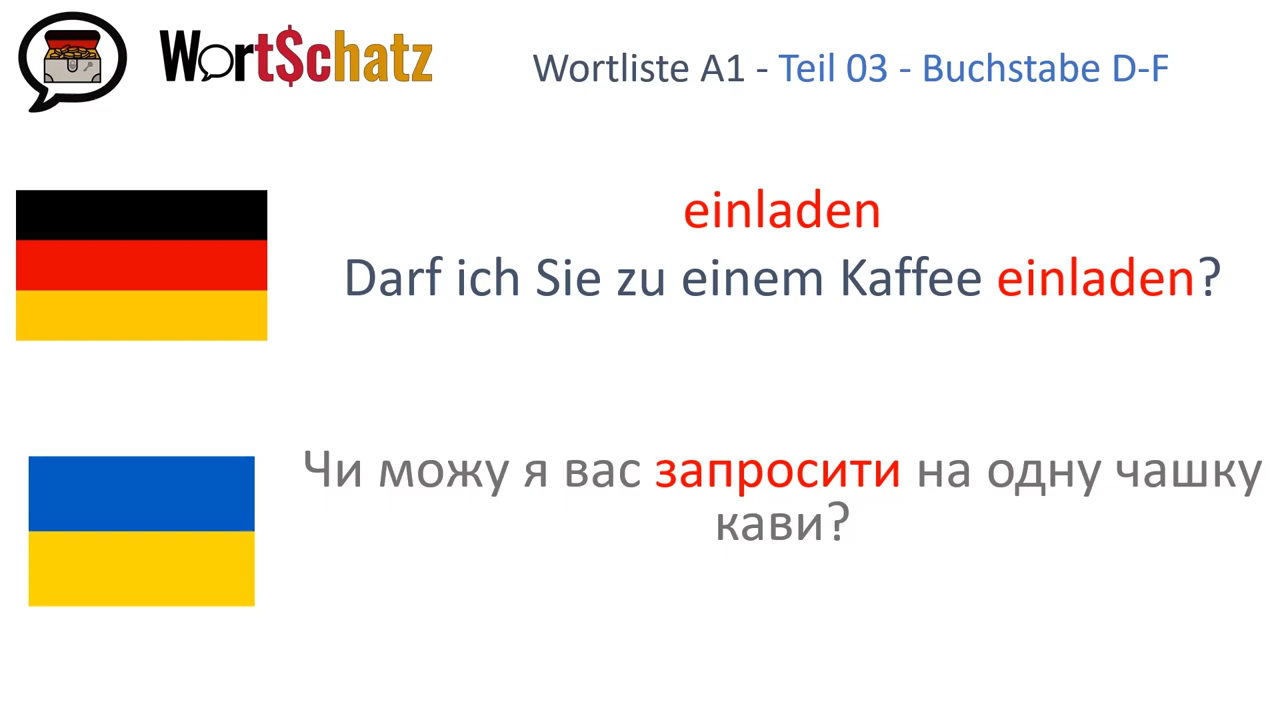 Wort$chatz
Wortliste A1 - Teil 03 - Buchstabe D-F
einladen
Darf ich Sie zu einem Kaffee einladen?
Чи можу я вас запросити на одну чашку
кави?